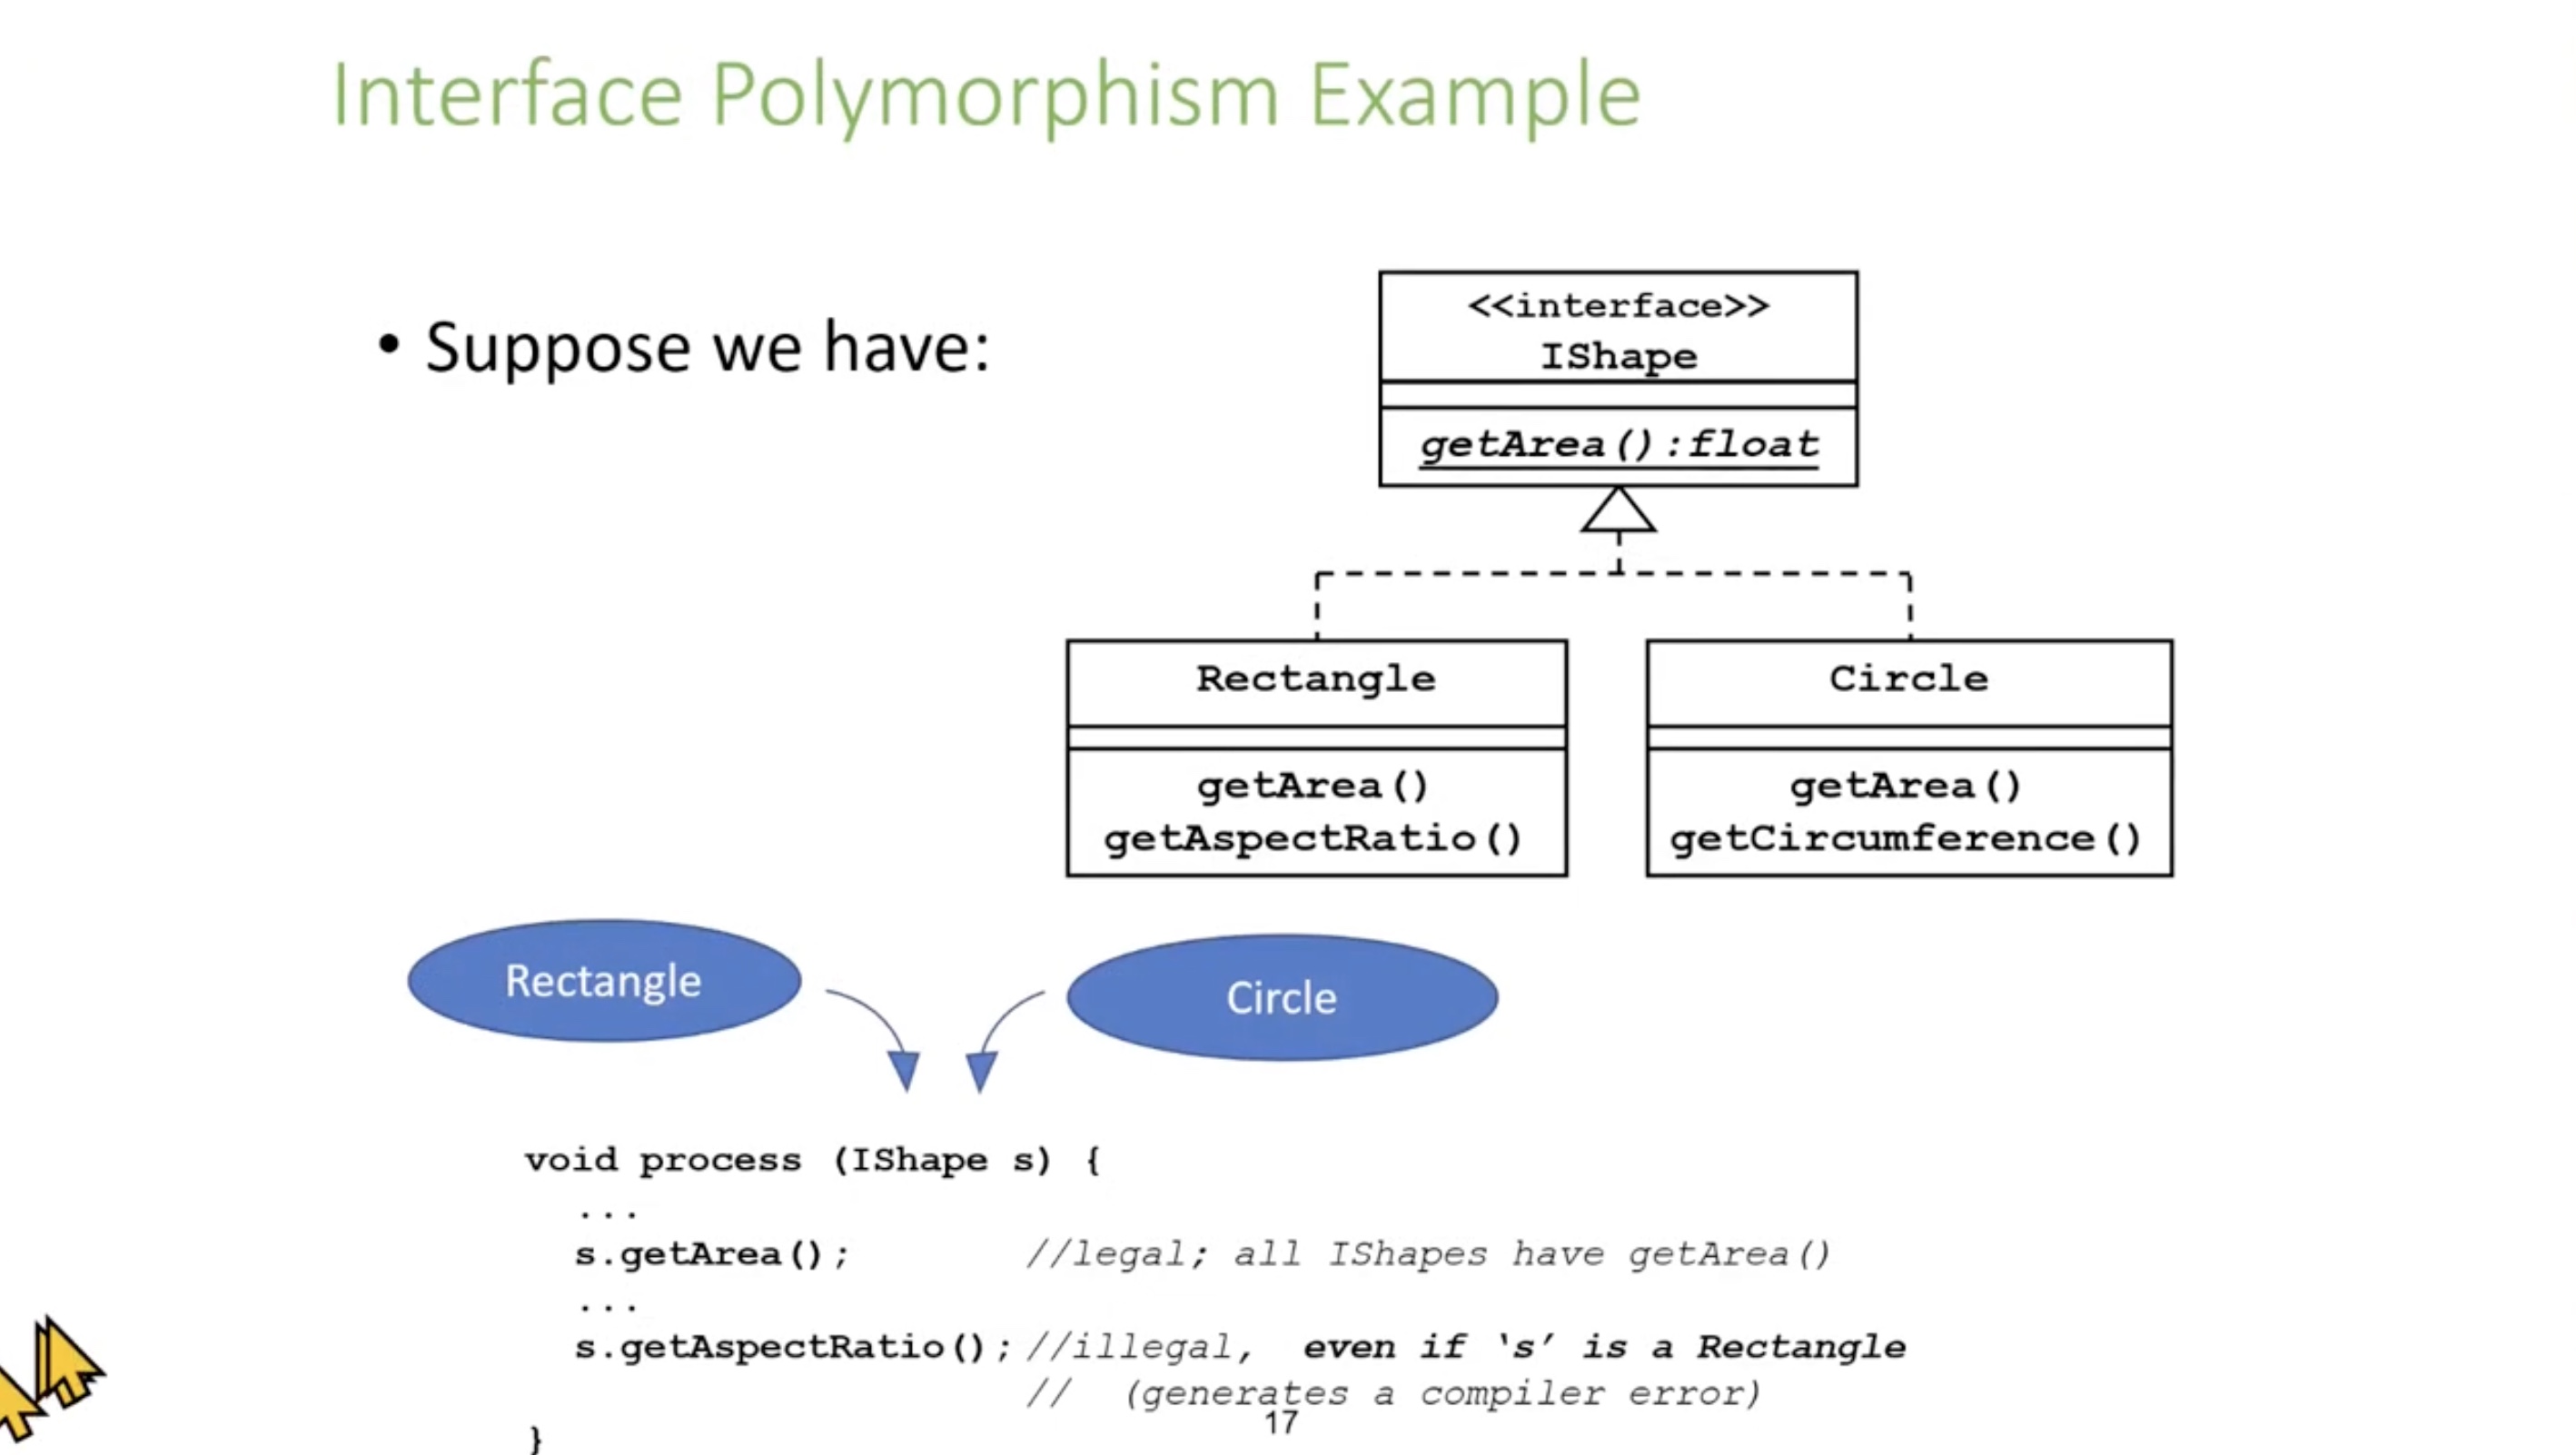 Interface Polymorphism Example
• Suppose we have:
<<interface>>
IShape
getArea():float
Rectangle
getArea()
getAspectRatio()
Circle
getArea()
getCircumference()
Rectangle
Circle
void process (IShape s) {
...
s.getArea(); //legal; all IShapes have getArea()
...
s.getAspectRatio(); //illegal, even if ‘s’ is a Rectangle
// (generates a compiler error)
17
}